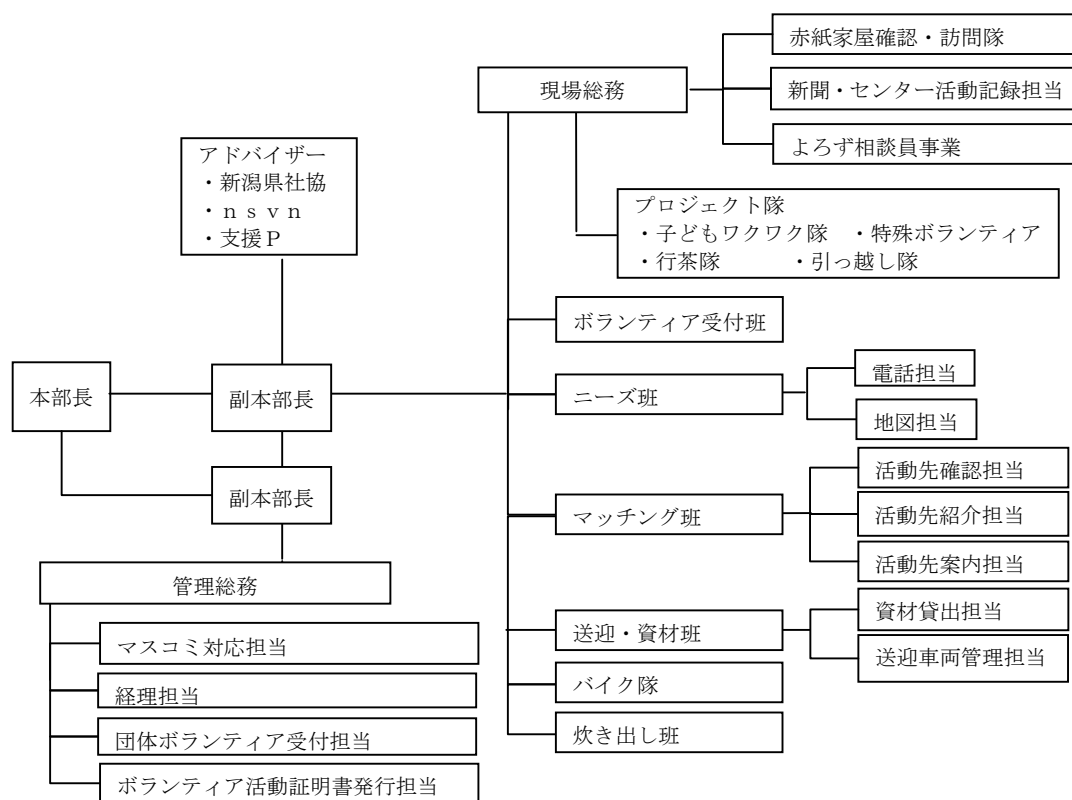 赤紙家屋確認・訪問隊
現場総務
新聞・センター活動記録担当
よろず相談員事業
アドバイザー
・新潟県社協
・ｎｓｖｎ
・支援Ｐ
プロジェクト隊
・子どもワクワク隊　・特殊ボランティア
・行茶隊　　　・引っ越し隊
ボランティア受付班
本部長
副本部長
ニーズ班
電話担当
地図担当
副本部長
マッチング班
活動先確認担当
活動先紹介担当
活動先案内担当
管理総務
マスコミ対応担当
経理担当
団体ボランティア受付担当
ボランティア活動証明書発行担当
送迎・資材班
資材貸出担当
送迎車両管理担当
バイク隊
炊き出し班